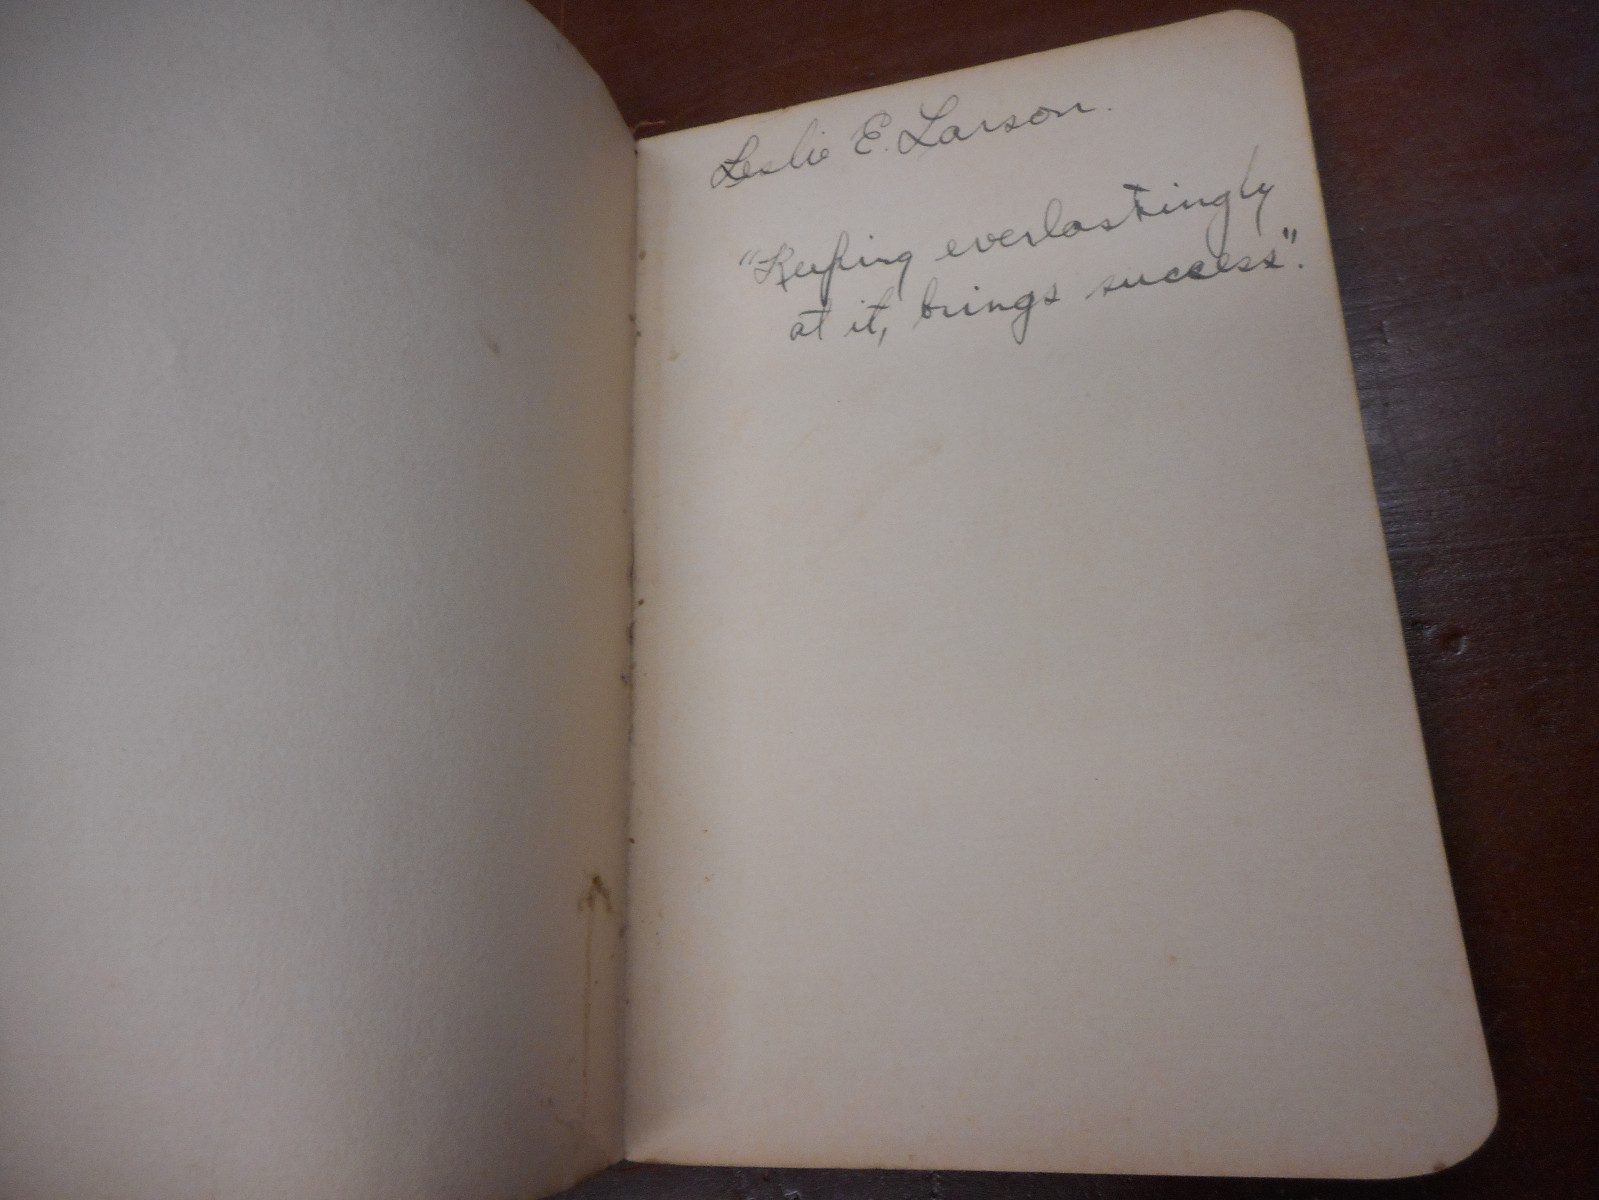 Leslie E. Larson.
"Keeping everlastingly
at it, brings success".